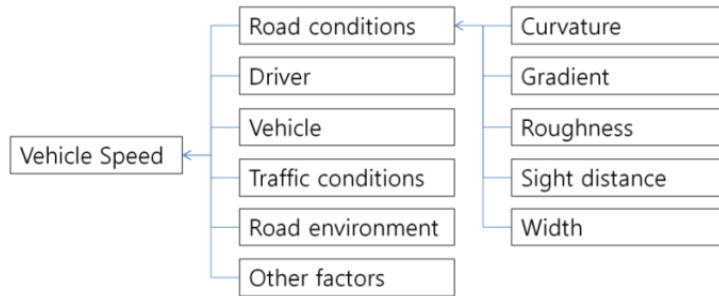 Vehicle Speed
Road conditions
Driver
Vehicle
Traffic conditions
Road environment
Other factors
Curvature
Gradient
Roughness
Sight distance
Width